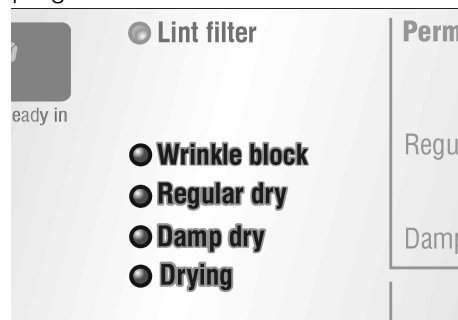 Lint filter
Perm
eady in
Wrinkle block
Regu
Regular dry
Damp dry
Damp
Drying